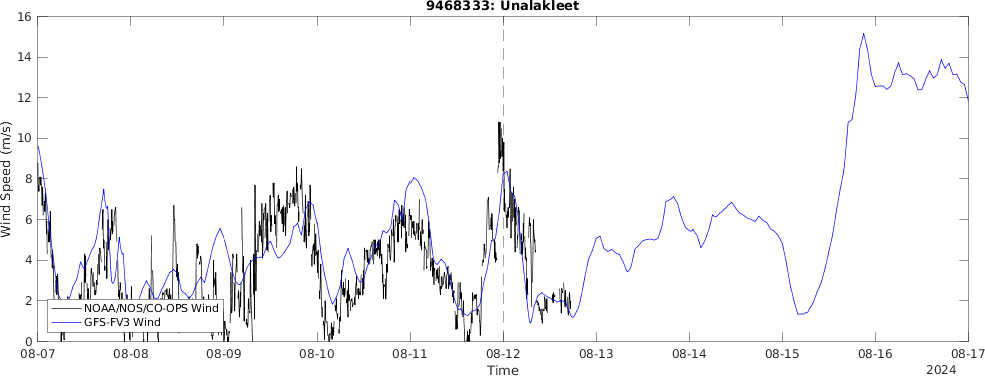 9468333: Unalakleet
Wind Speed (m/s)
16
14
12
10
8
6
4
2
0
NOAA/NOS/CO-OPS Wind
GFS-FV3 Wind
08-07 08-08 08-09 08-10 08-11 08-12 08-13 08-14 08-15 08-16 08-17
Time
2024